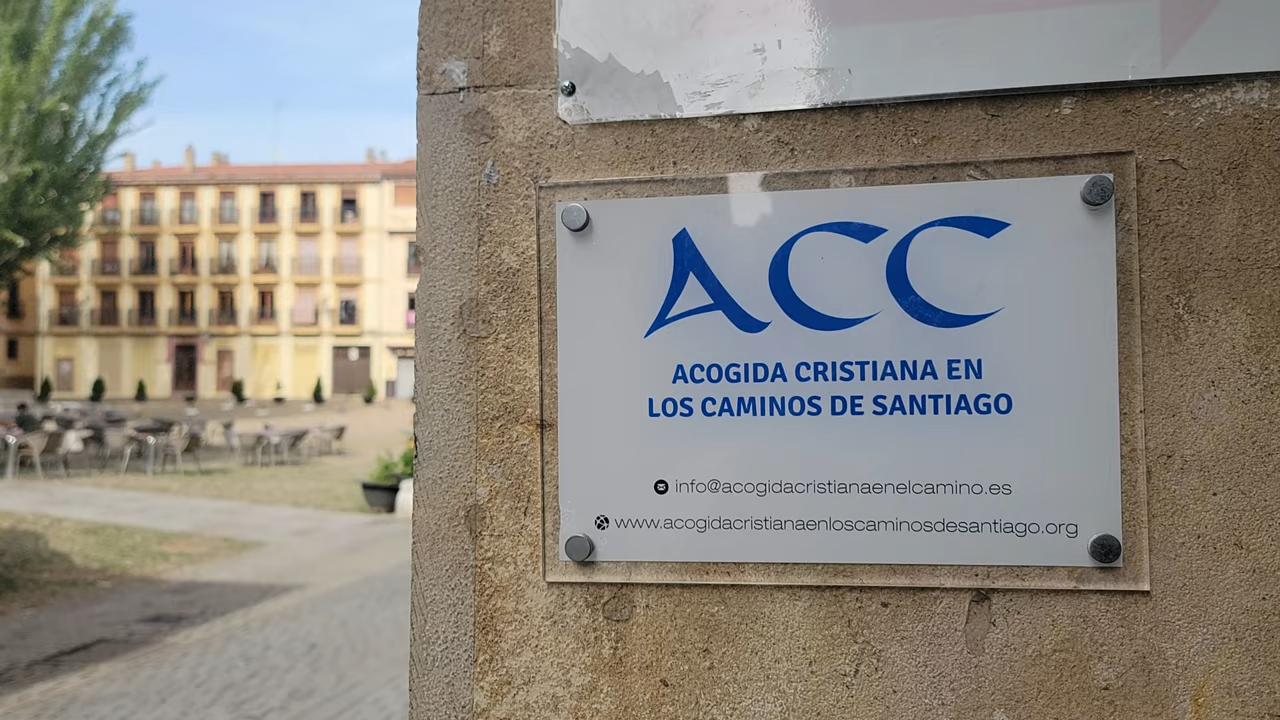 ACC
ACOGIDA CRISTIANA EN
LOS CAMINOS DE SANTIAGO
info@acogidacristianaenelcamino.es
www.acogidacristianaenloscaminosdesantiago.org